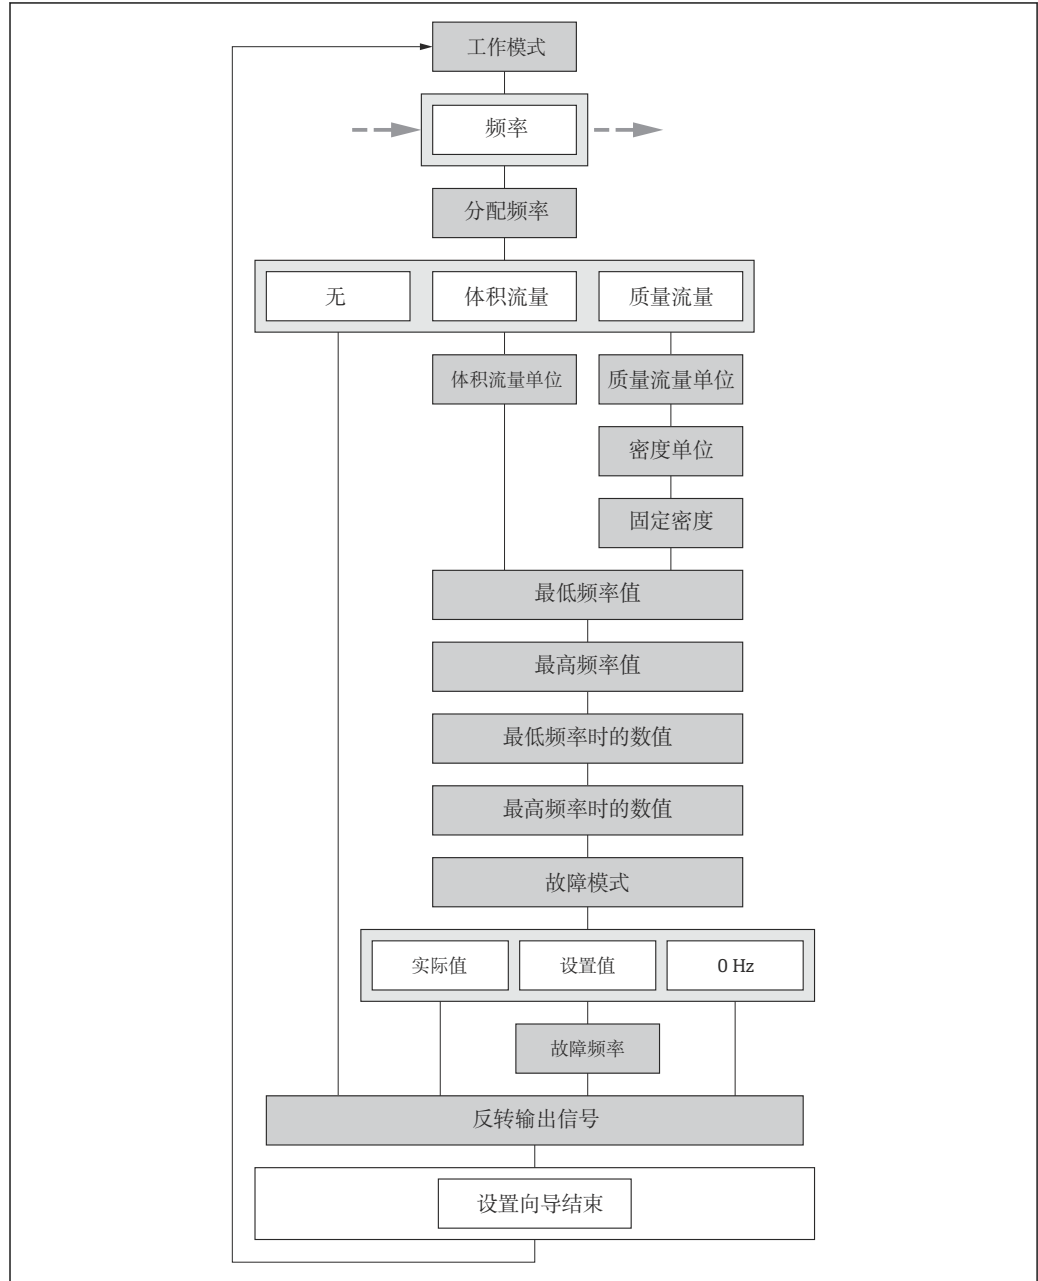 工作模式
频率
分配频率
无
体积流量
质量流量
体积流量单位
质量流量单位
密度单位
固定密度
最低频率值
最高频率值
最低频率时的数值
最高频率时的数值
故障模式
实际值
设置值
0 Hz
故障频率
反转输出信号
设置向导结束